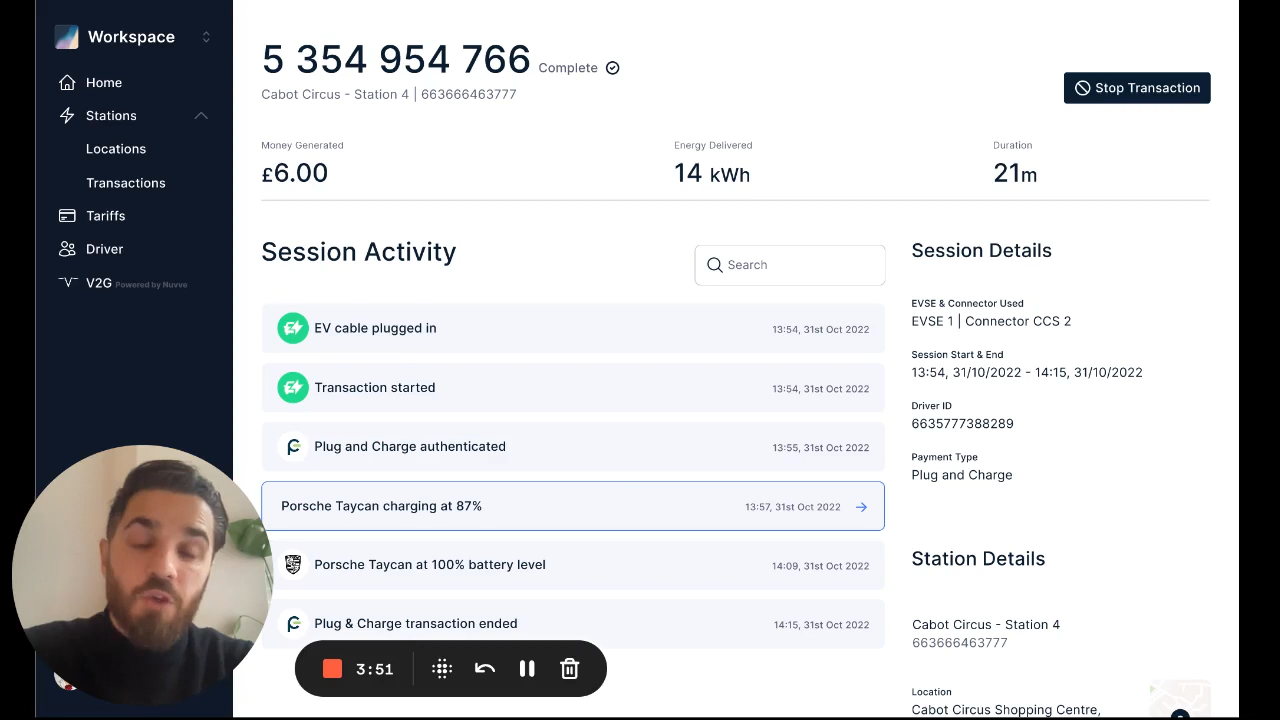 Workspace
Home
Stations
Locations
Transactions
Tariffs
Driver
V2G Powered by Nuvve
5 354 954 766 Complete
Cabot Circus - Station 4 | 663666463777
Stop Transaction
Money Generated
£6.00
Energy Delivered
14 kWh
Duration
21m
Session Activity
Search
EV cable plugged in 13:54, 31st Oct 2022
Transaction started 13:54, 31st Oct 2022
Plug and Charge authenticated 13:55, 31st Oct 2022
Porsche Taycan charging at 87% 13:57, 31st Oct 2022
Porsche Taycan at 100% battery level 14:09, 31st Oct 2022
Plug & Charge transaction ended 14:15, 31st Oct 2022
3:51
Session Details
EVSE & Connector Used
EVSE 1 | Connector CCS 2
Session Start & End
13:54, 31/10/2022 - 14:15, 31/10/2022
Driver ID
6635777388289
Payment Type
Plug and Charge
Station Details
Cabot Circus - Station 4
663666463777
Location
Cabot Circus Shopping Centre,